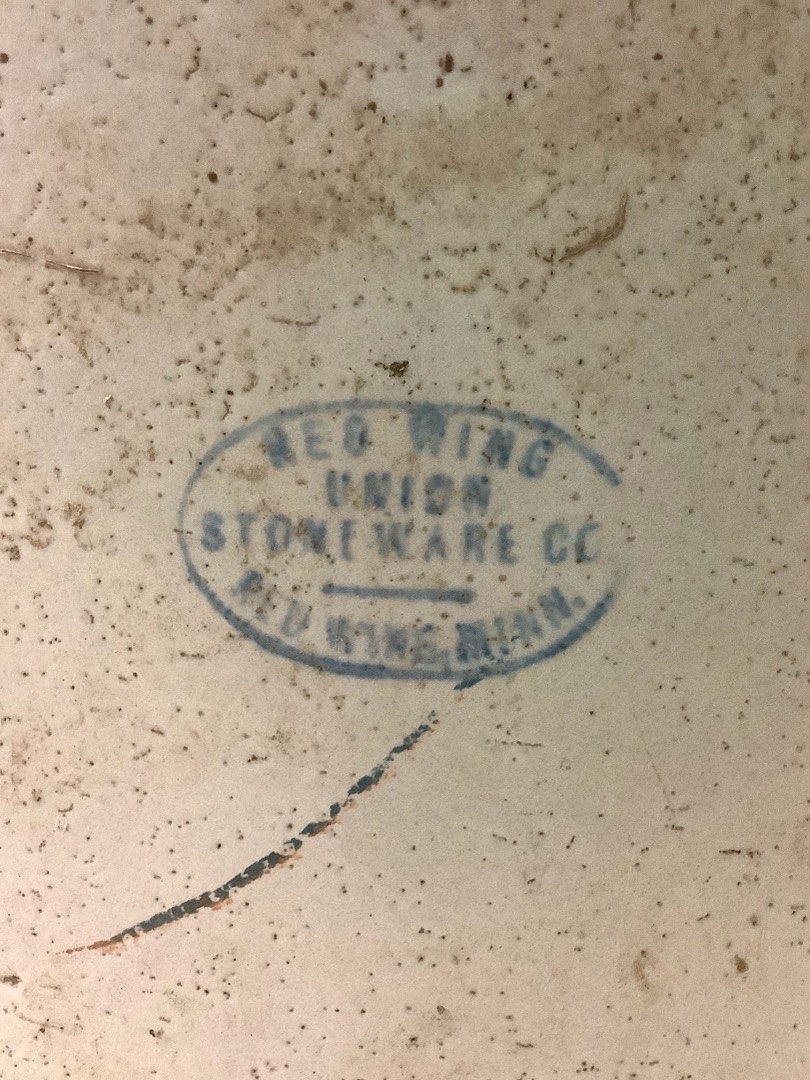 RED WING
UNION
STONEWARE CO
RED WING, MINN.